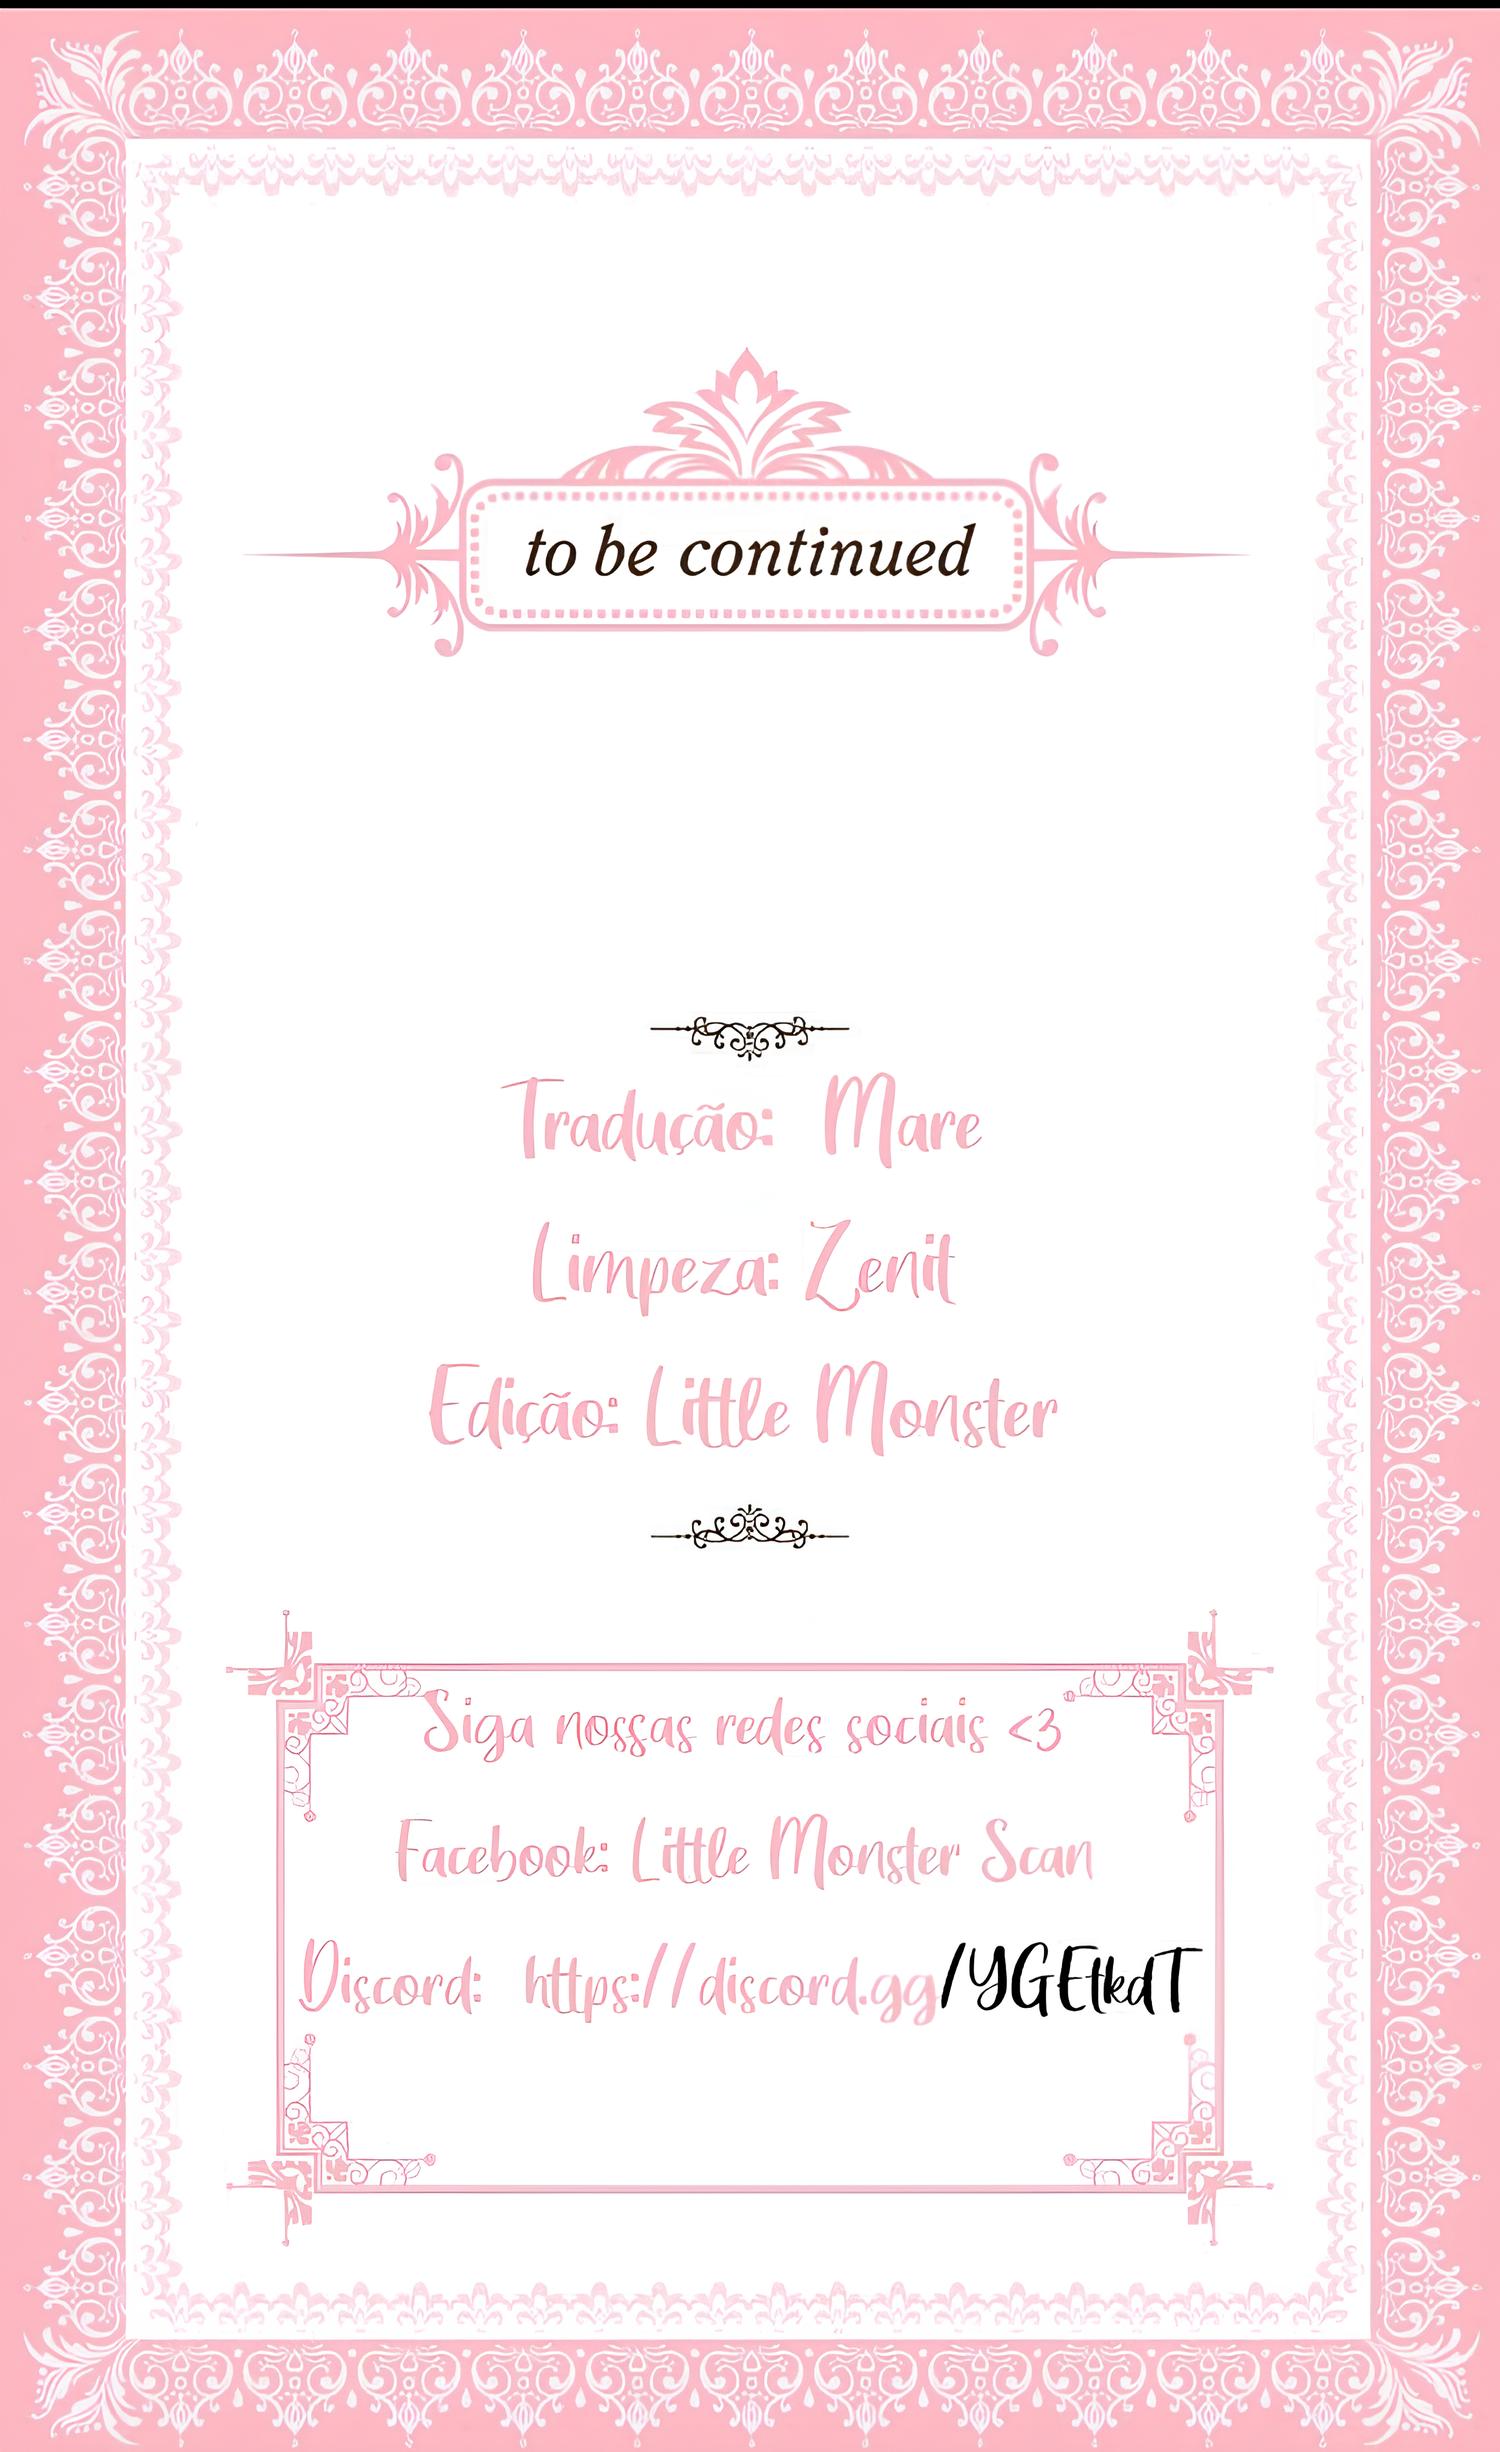 to be continued
Tradução: Mare
Limpeza: Zenit
Edição: Little Monster
Siga nossas redes sociais <3
Facebook: Little Monster Scan
Discord: https://discord.gg/YGEtkdT